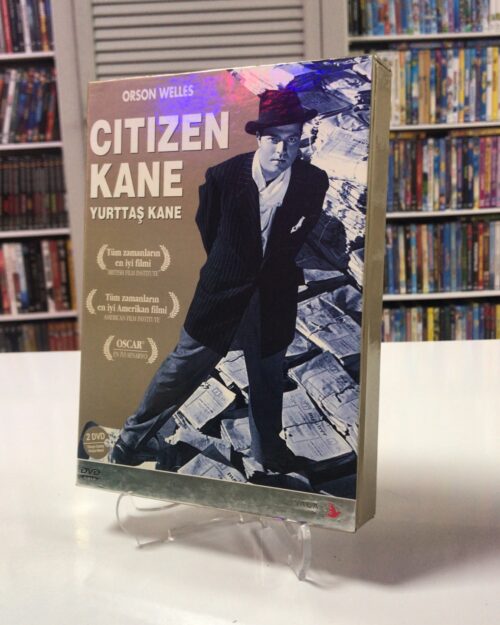 ORSON WELLES
CITIZEN
KANE
YURTTAŞ KANE
Tüm zamanların
en iyi filmi
BRITISH FILM INSTITUTE
Tüm zamanların
en iyi Amerikan filmi
AMERICAN FILM INSTITUTE
OSCAR®
EN İYİ SENARYO
2 DVD
DVD